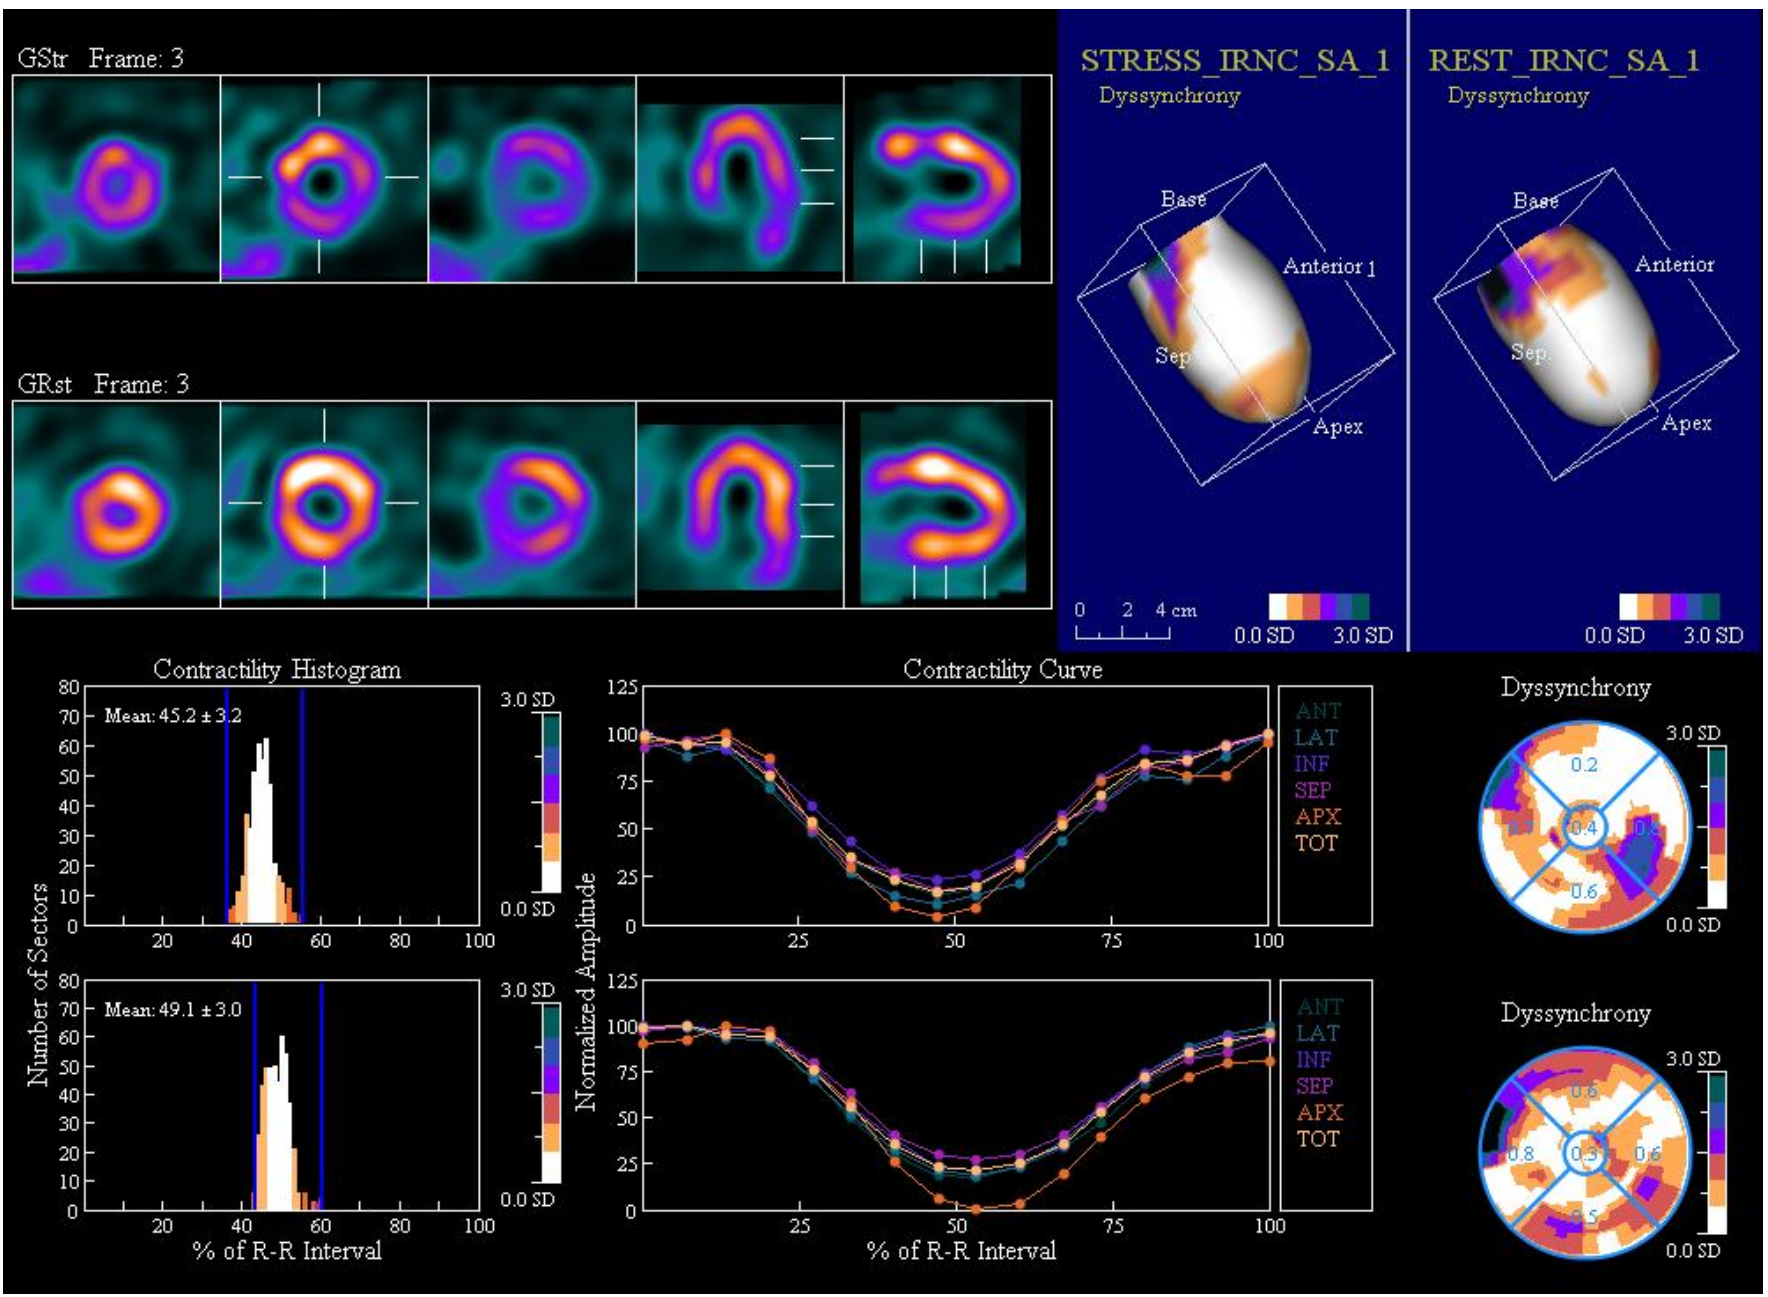 GStr Frame: 3
STRESS_IRNC_SA_1
Dyssynchrony
REST_IRNC_SA_1
Dyssynchrony
Base
Anterior 1
Sep
Apex
Base
Anterior
Sep.
Apex
GRst Frame: 3
0 2 4 cm
0.0 SD 3.0 SD
0.0 SD 3.0 SD
Contractility Histogram
Mean: 45.2 ± 3.2
80
70
60
50
40
30
20
10
0
20 40 60 80 100
3.0 SD
0.0 SD
Contractility Curve
125
100
75
50
25
0
25 50 75 100
ANT
LAT
INF
SEP
APX
TOT
Dyssynchrony
3.0 SD
0.2
0.4
0.6
0.0 SD
Number of Sectors
Mean: 49.1 ± 3.0
80
70
60
50
40
30
20
10
0
20 40 60 80 100
% of R-R Interval
3.0 SD
0.0 SD
Normalized Amplitude
125
100
75
50
25
0
25 50 75 100
% of R-R Interval
ANT
LAT
INF
SEP
APX
TOT
Dyssynchrony
3.0 SD
0.6
0.8 0.3 0.6
0.0 SD